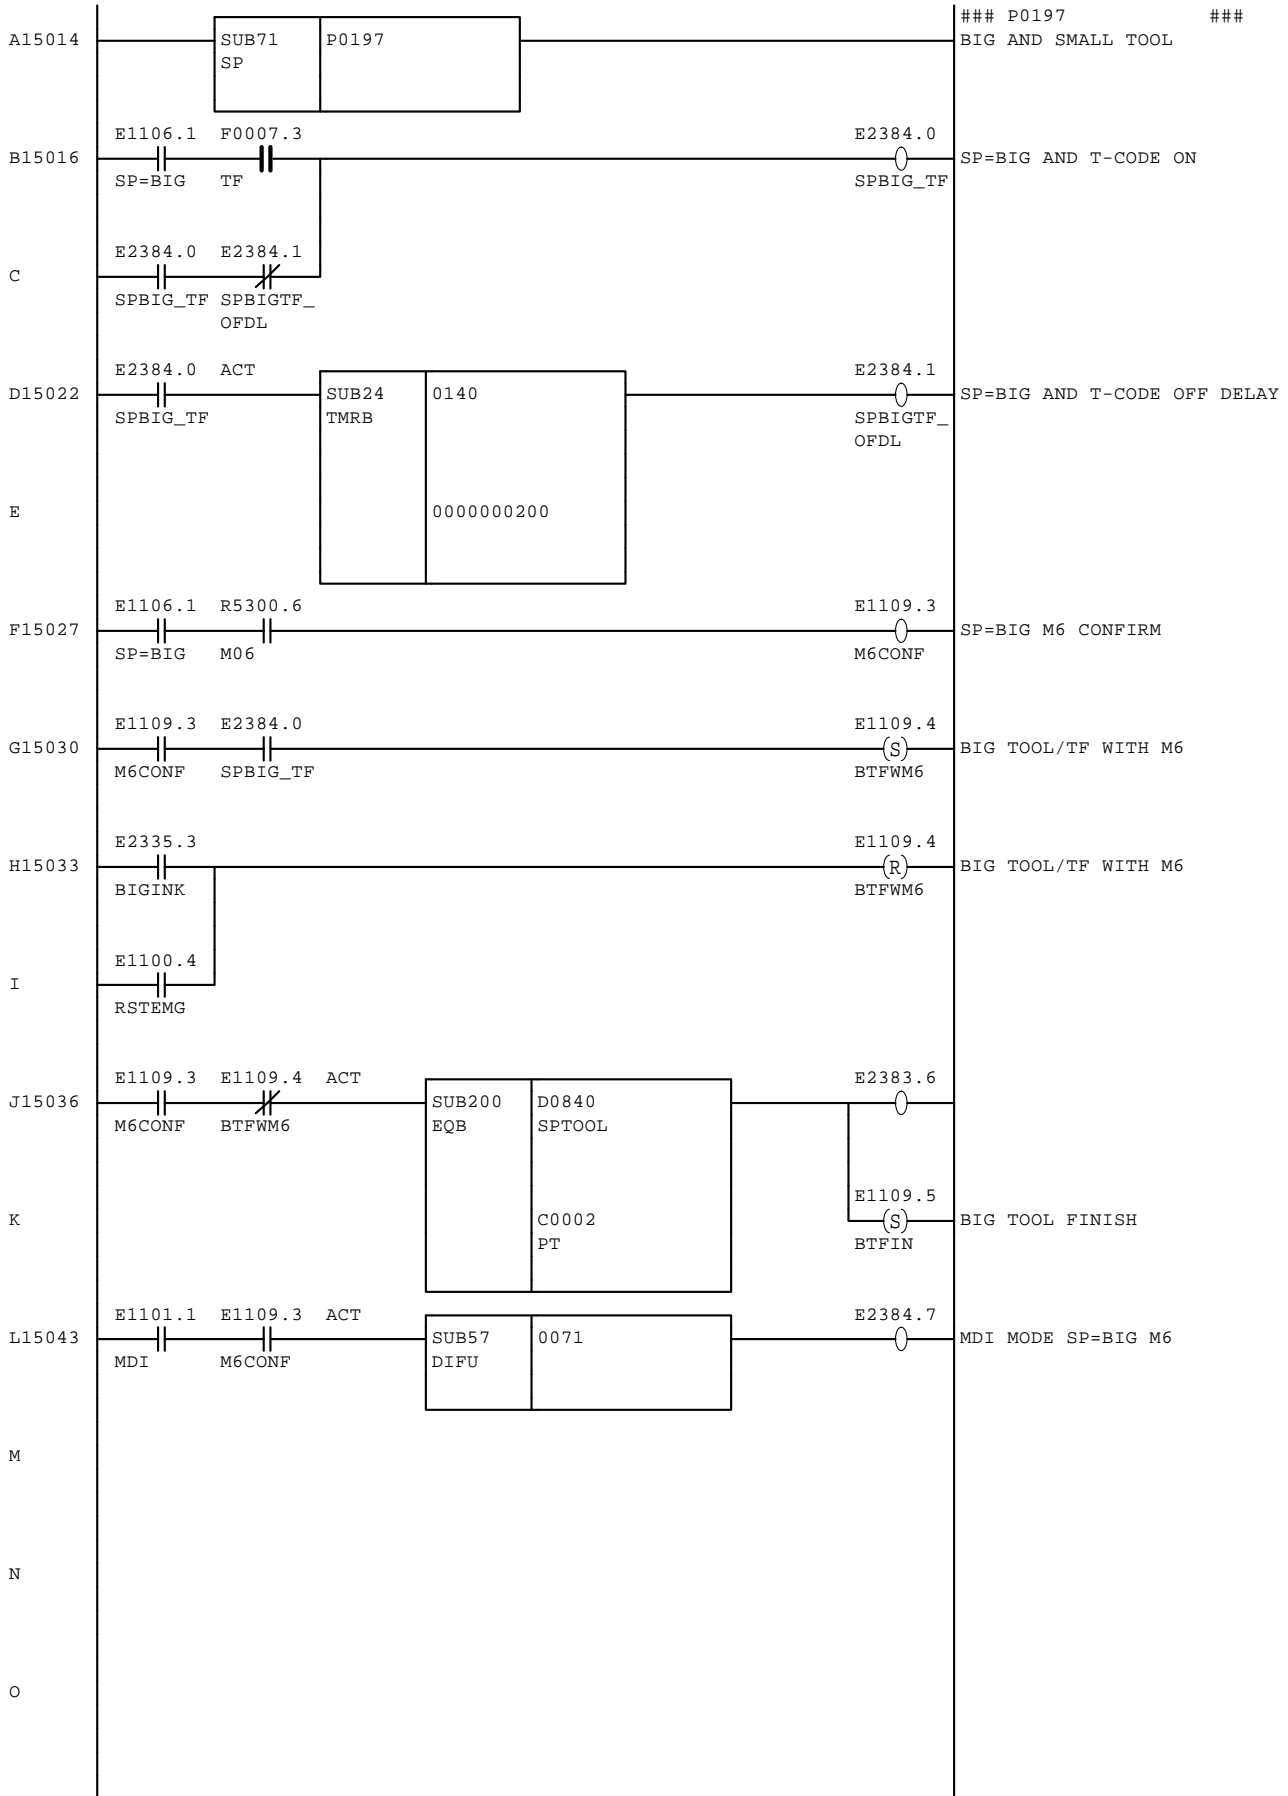 ### P0197 ###
A15014 SUB71 P0197 BIG AND SMALL TOOL
SP
E1106.1 F0007.3 E2384.0
B15016 SP=BIG AND T-CODE ON
SP=BIG TF SPBIG_TF
E2384.0 E2384.1
C
SPBIG_TF SPBIGTF_
OFDL
E2384.0 ACT E2384.1
D15022 SUB24 0140 SP=BIG AND T-CODE OFF DELAY
SPBIG_TF TMRB SPBIGTF_
OFDL
E 0000000200
E1106.1 R5300.6 E1109.3
F15027 SP=BIG M6 CONFIRM
SP=BIG M06 M6CONF
E1109.3 E2384.0 E1109.4
G15030 (S) BIG TOOL/TF WITH M6
M6CONF SPBIG_TF BTFWM6
E2335.3 E1109.4
H15033 (R) BIG TOOL/TF WITH M6
BIGINK BTFWM6
E1100.4
I
RSTEMG
E1109.3 E1109.4 ACT E2383.6
J15036 SUB200 D0840
M6CONF BTFWM6 EQB SPTOOL
E1109.5
K C0002 (S) BIG TOOL FINISH
PT BTFIN
E1101.1 E1109.3 ACT E2384.7
L15043 SUB57 0071 MDI MODE SP=BIG M6
MDI M6CONF DIFU
M
N
O